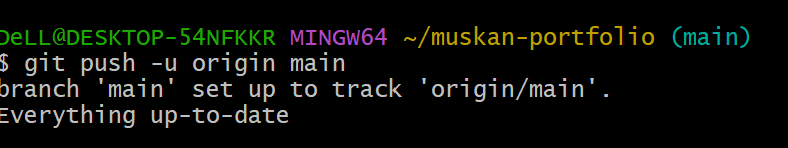 DeLL@DESKTOP-54NFKKR MINGW64 ~/muskan-portfolio (main)
$ git push -u origin main
branch 'main' set up to track 'origin/main'.
Everything up-to-date